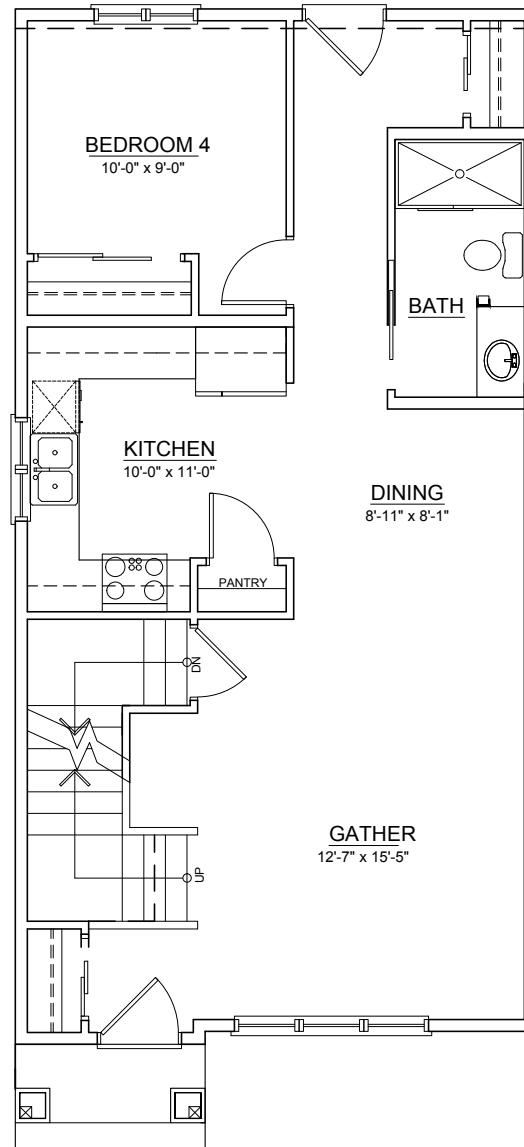 BEDROOM 4
10'-0" x 9'-0"
BATH
KITCHEN
10'-0" x 11'-0"
DINING
8'-11" x 8'-1"
PANTRY
DN
GATHER
12'-7" x 15'-5"
UP